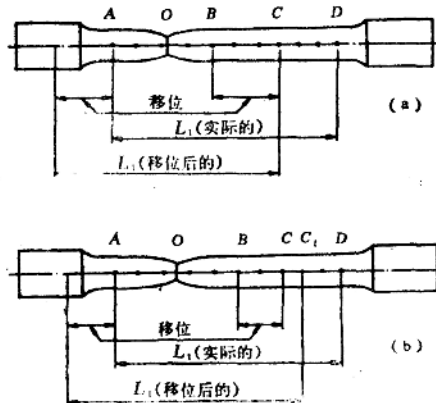 A O B C D
移位
(a)
L₁(实际的)
L₁(移位后的)
A O B C C₁ D
移位
(b)
L₁(实际的)
L₁(移位后的)